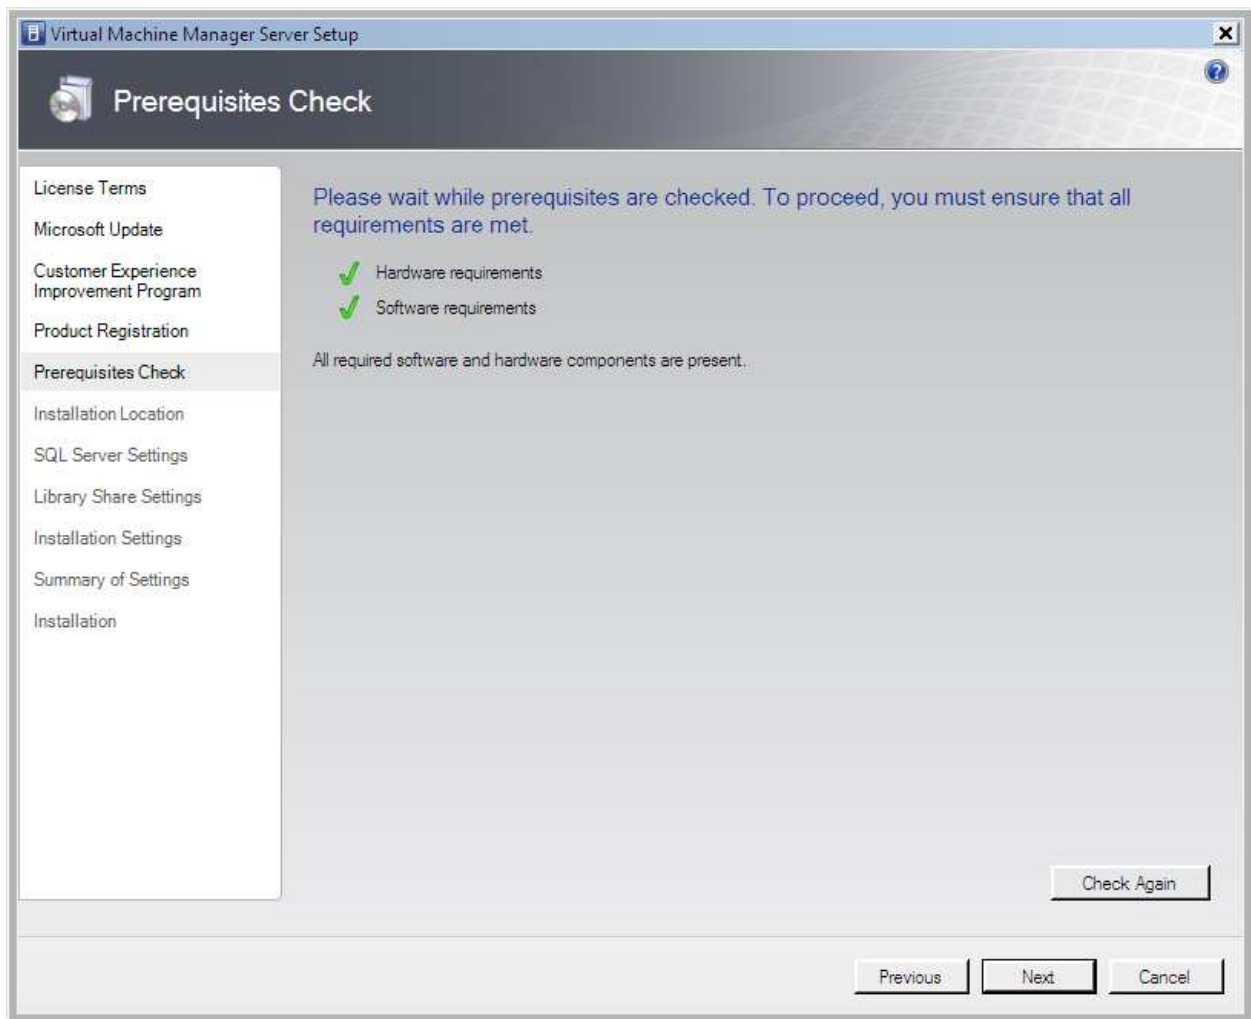 Virtual Machine Manager Server Setup
Prerequisites Check
License Terms
Microsoft Update
Customer Experience
Improvement Program
Product Registration
Prerequisites Check
Installation Location
SQL Server Settings
Library Share Settings
Installation Settings
Summary of Settings
Installation
Please wait while prerequisites are checked. To proceed, you must ensure that all
requirements are met.
Hardware requirements
Software requirements
All required software and hardware components are present.
Check Again
Previous
Next
Cancel